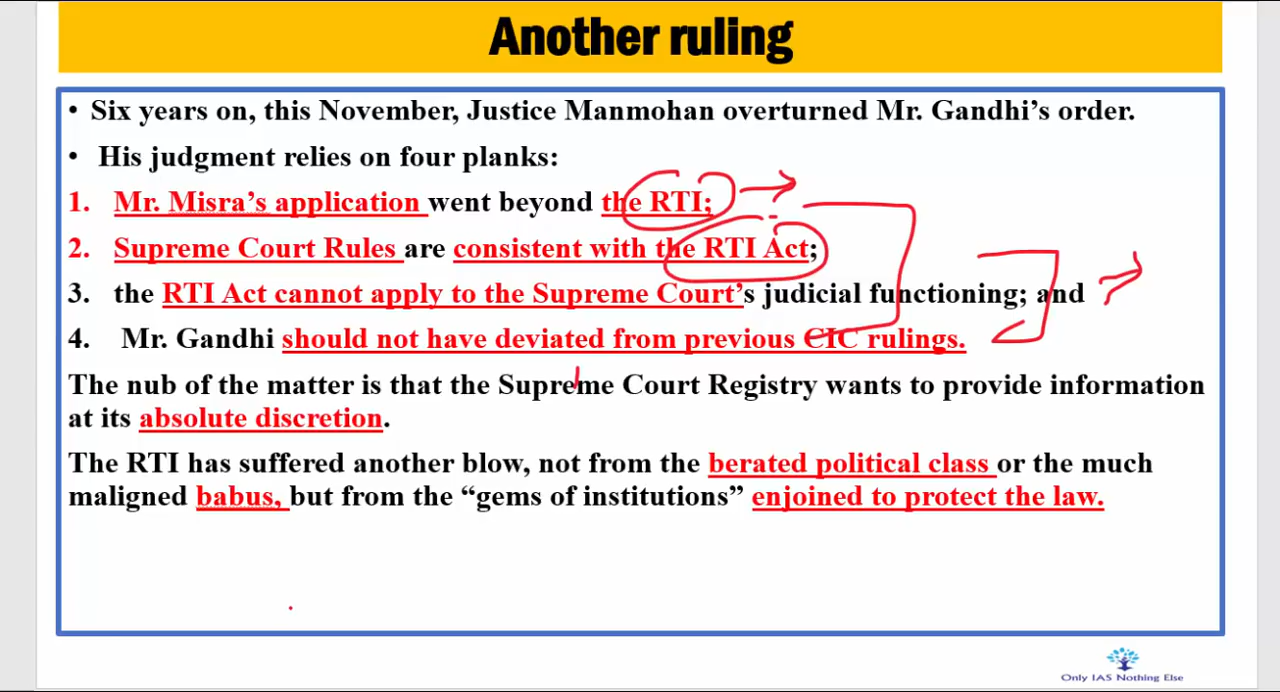 Another ruling
• Six years on, this November, Justice Manmohan overturned Mr. Gandhi's order.
• His judgment relies on four planks:
1. Mr. Misra's application went beyond the RTI;
2. Supreme Court Rules are consistent with the RTI Act;
3. the RTI Act cannot apply to the Supreme Court's judicial functioning; and
4. Mr. Gandhi should not have deviated from previous CIC rulings.
The nub of the matter is that the Supreme Court Registry wants to provide information
at its absolute discretion.
The RTI has suffered another blow, not from the berated political class or the much
maligned babus, but from the “gems of institutions” enjoined to protect the law.
Only IAS Nothing Else